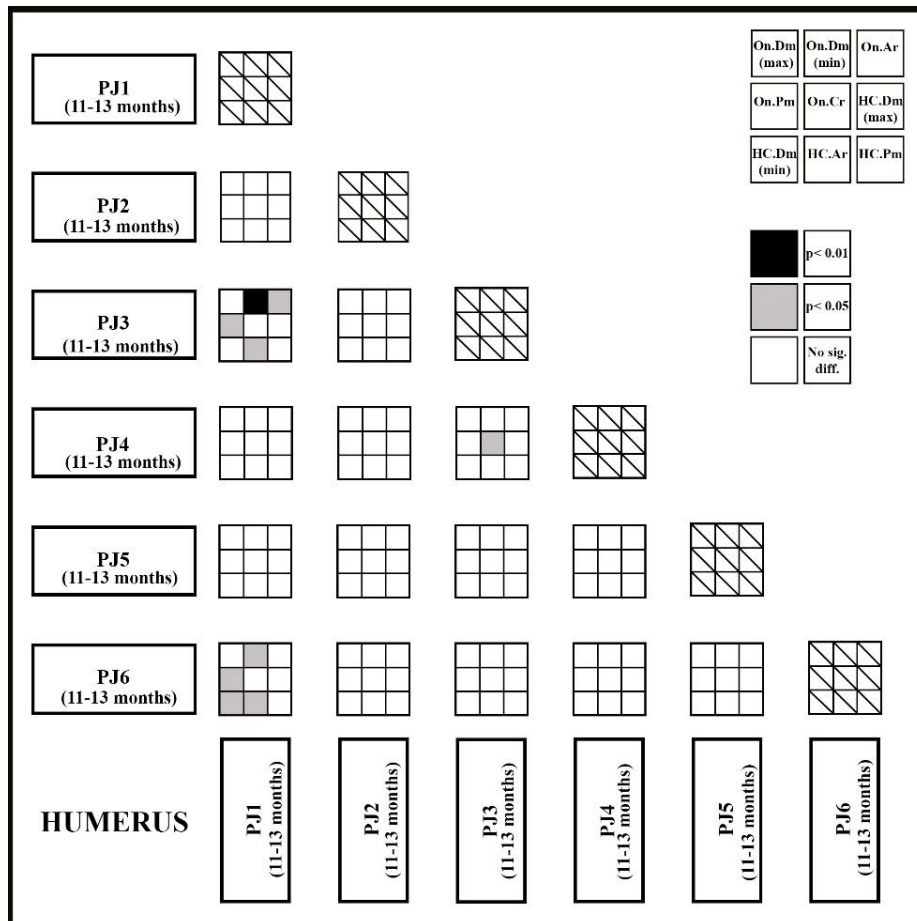 PJ1
(11-13 months)
On.Dm
(max)
On.Dm
(min)
On.Ar
On.Pm
On.Cr
HC.Dm
(max)
HC.Dm
(min)
HC.Ar
HC.Pm
PJ2
(11-13 months)
p< 0.01
p< 0.05
No sig.
diff.
PJ3
(11-13 months)
PJ4
(11-13 months)
PJ5
(11-13 months)
PJ6
(11-13 months)
HUMERUS
PJ1
(11-13 months)
PJ2
(11-13 months)
PJ3
(11-13 months)
PJ4
(11-13 months)
PJ5
(11-13 months)
PJ6
(11-13 months)